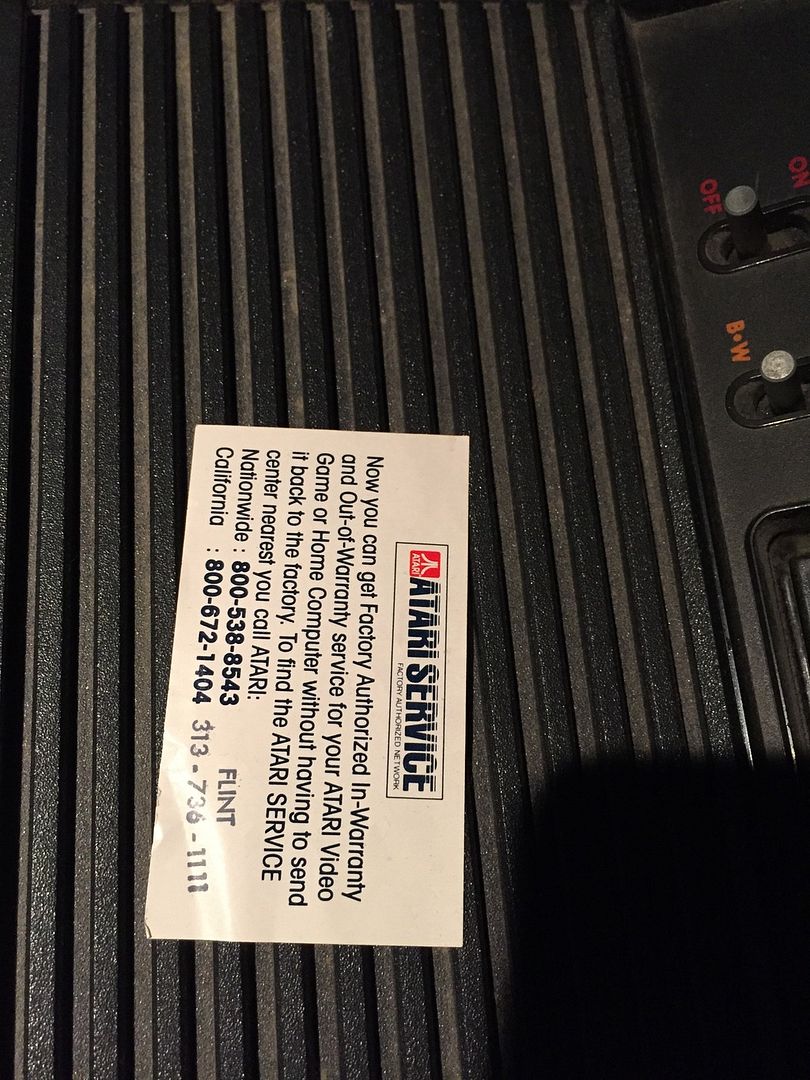 ATARI
ATARI SERVICE
FACTORY AUTHORIZED NETWORK
Now you can get Factory Authorized In-Warranty
and Out-of-Warranty service for your ATARI Video
Game or Home Computer without having to send
it back to the factory. To find the ATARI SERVICE
center nearest you call ATARI:
Nationwide : 800-538-8543 FLINT
California : 800-672-1404 313-736-1118
ON
OFF
B•W